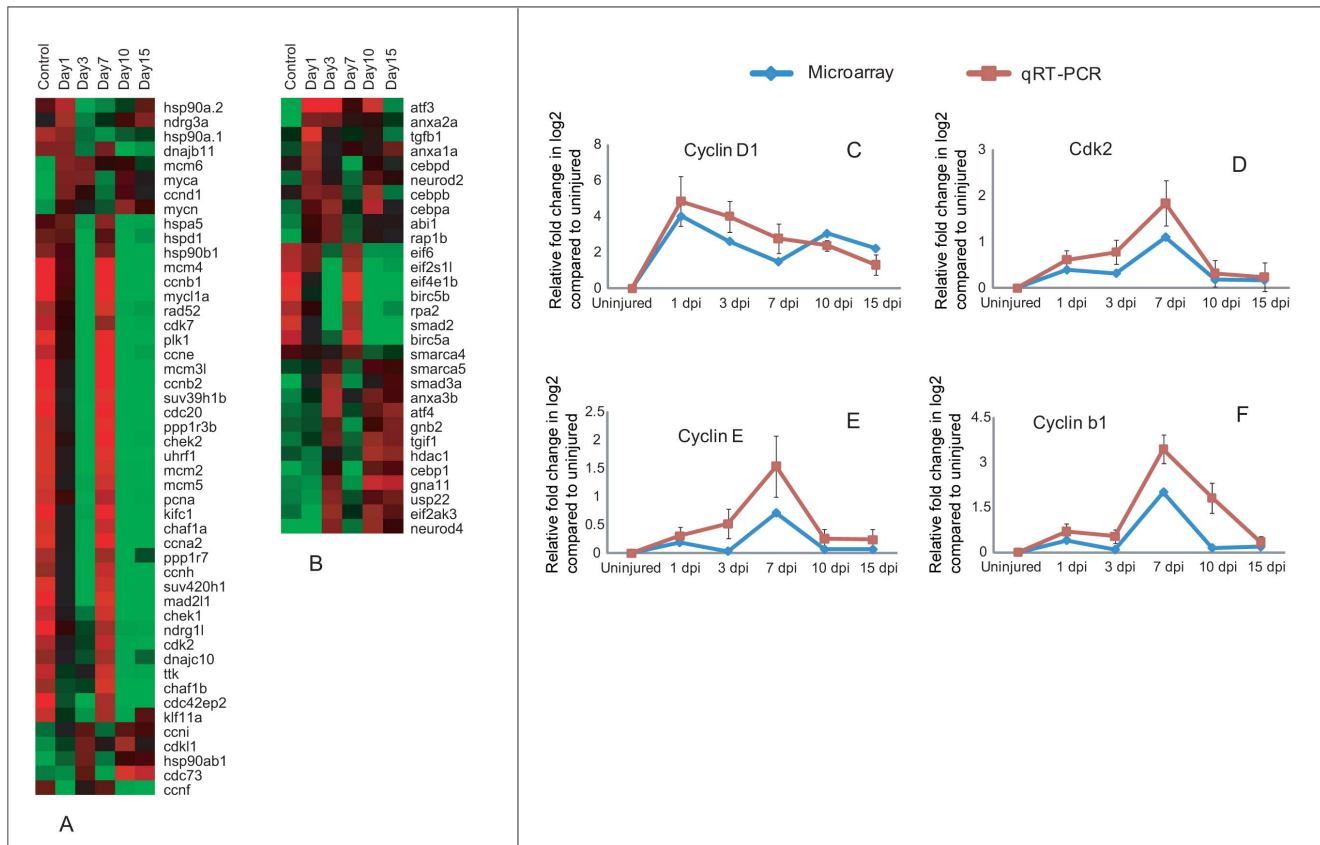 Control
Day1
Day3
Day7
Day10
Day15
hsp90a.2
ndrg3a
hsp90a.1
dnajb11
mcm6
myca
ccnd1
mycn
hspa5
hspd1
hsp90b1
mcm4
ccnb1
mycl1a
rad52
cdk7
plk1
ccne
mcm3l
ccnb2
suv39h1b
cdc20
ppp1r3b
chek2
uhrf1
mcm2
mcm5
pcna
kifc1
chaf1a
ccna2
ppp1r7
ccnh
suv420h1
mad2l1
chek1
ndrg1l
cdk2
dnajc10
ttk
chaf1b
cdc42ep2
klf11a
ccni
cdkl1
hsp90ab1
cdc73
ccnf
A
Control
Day1
Day3
Day7
Day10
Day15
atf3
anxa2a
tgfb1
anxa1a
cebpd
neurod2
cebpb
cebpa
abi1
rap1b
eif6
eif2s1l
eif4e1b
birc5b
rpa2
smad2
birc5a
smarca4
smarca5
smad3a
anxa3b
atf4
gnb2
tgif1
hdac1
cebp1
gna11
usp22
eif2ak3
neurod4
B
Microarray
qRT-PCR
Relative fold change in log2
compared to uninjured
8
6
4
2
0
Cyclin D1
C
Uninjured 1 dpi 3 dpi 7 dpi 10 dpi 15 dpi
Relative fold change in log2
compared to uninjured
3
2
1
0
Cdk2
D
Uninjured 1 dpi 3 dpi 7 dpi 10 dpi 15 dpi
Relative fold change in log2
compared to uninjured
2.5
2
1.5
1
0.5
0
Cyclin E
E
Uninjured 1 dpi 3 dpi 7 dpi 10 dpi 15 dpi
Relative fold change in log2
compared to uninjured
4.5
3
1.5
0
Cyclin b1
F
Uninjured 1 dpi 3 dpi 7 dpi 10 dpi 15 dpi